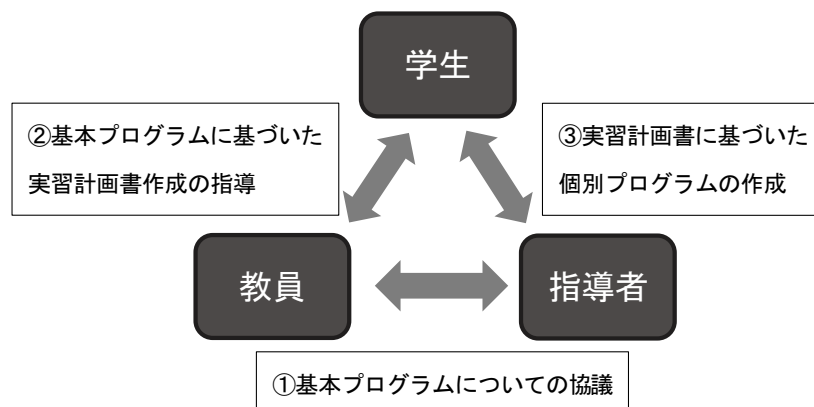 学生
②基本プログラムに基づいた
実習計画書作成の指導
③実習計画書に基づいた
個別プログラムの作成
教員
指導者
①基本プログラムについての協議